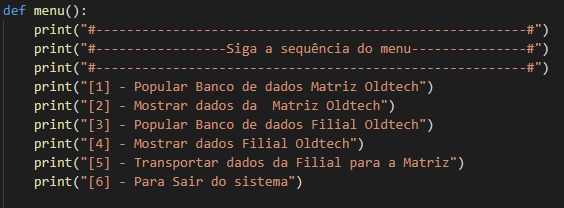 def menu():
    print("#-----------------------------------------------------#")
    print("#----------------Siga a sequência do menu--------------#")
    print("#-----------------------------------------------------#")
    print("[1] - Popular Banco de dados Matriz Oldtech")
    print("[2] - Mostrar dados da  Matriz Oldtech")
    print("[3] - Popular Banco de dados Filial Oldtech")
    print("[4] - Mostrar dados Filial Oldtech")
    print("[5] - Transportar dados da Filial para a Matriz")
    print("[6] - Para Sair do sistema")